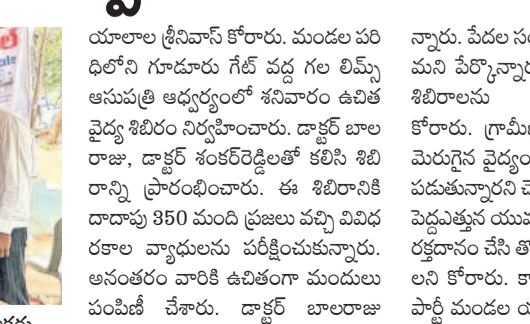 యాలాల శ్రీనివాస్ కోరారు. మండల పరి
ధిలోని గూడూరు గేట్ వద్ద గల లిమ్స్
ఆసుపత్రి ఆధ్వర్యంలో శనివారం ఉచిత
వైద్య శిబిరం నిర్వహించారు. డాక్టర్ బాల
రాజు, డాక్టర్ శంకర్‌రెడ్డిలతో కలిసి శిబి
రాన్ని ప్రారంభించారు. ఈ శిబిరానికి
దాదాపు 350 మంది ప్రజలు వచ్చి వివిధ
రకాల వ్యాధులను పరీక్షించుకున్నారు.
అనంతరం వారికి ఉచితంగా మందులు
పంపిణీ చేశారు. డాక్టర్ బాలరాజు
న్నారు. పేదల
మని పేర్కొన్నారు
శిబిరాలను
కోరారు. గ్రామీణ
మెరుగైన వైద్యం
పడుతున్నారని
పెద్దఎత్తున
రక్తదానం చేసి
లని కోరారు.
పార్టీ మండల